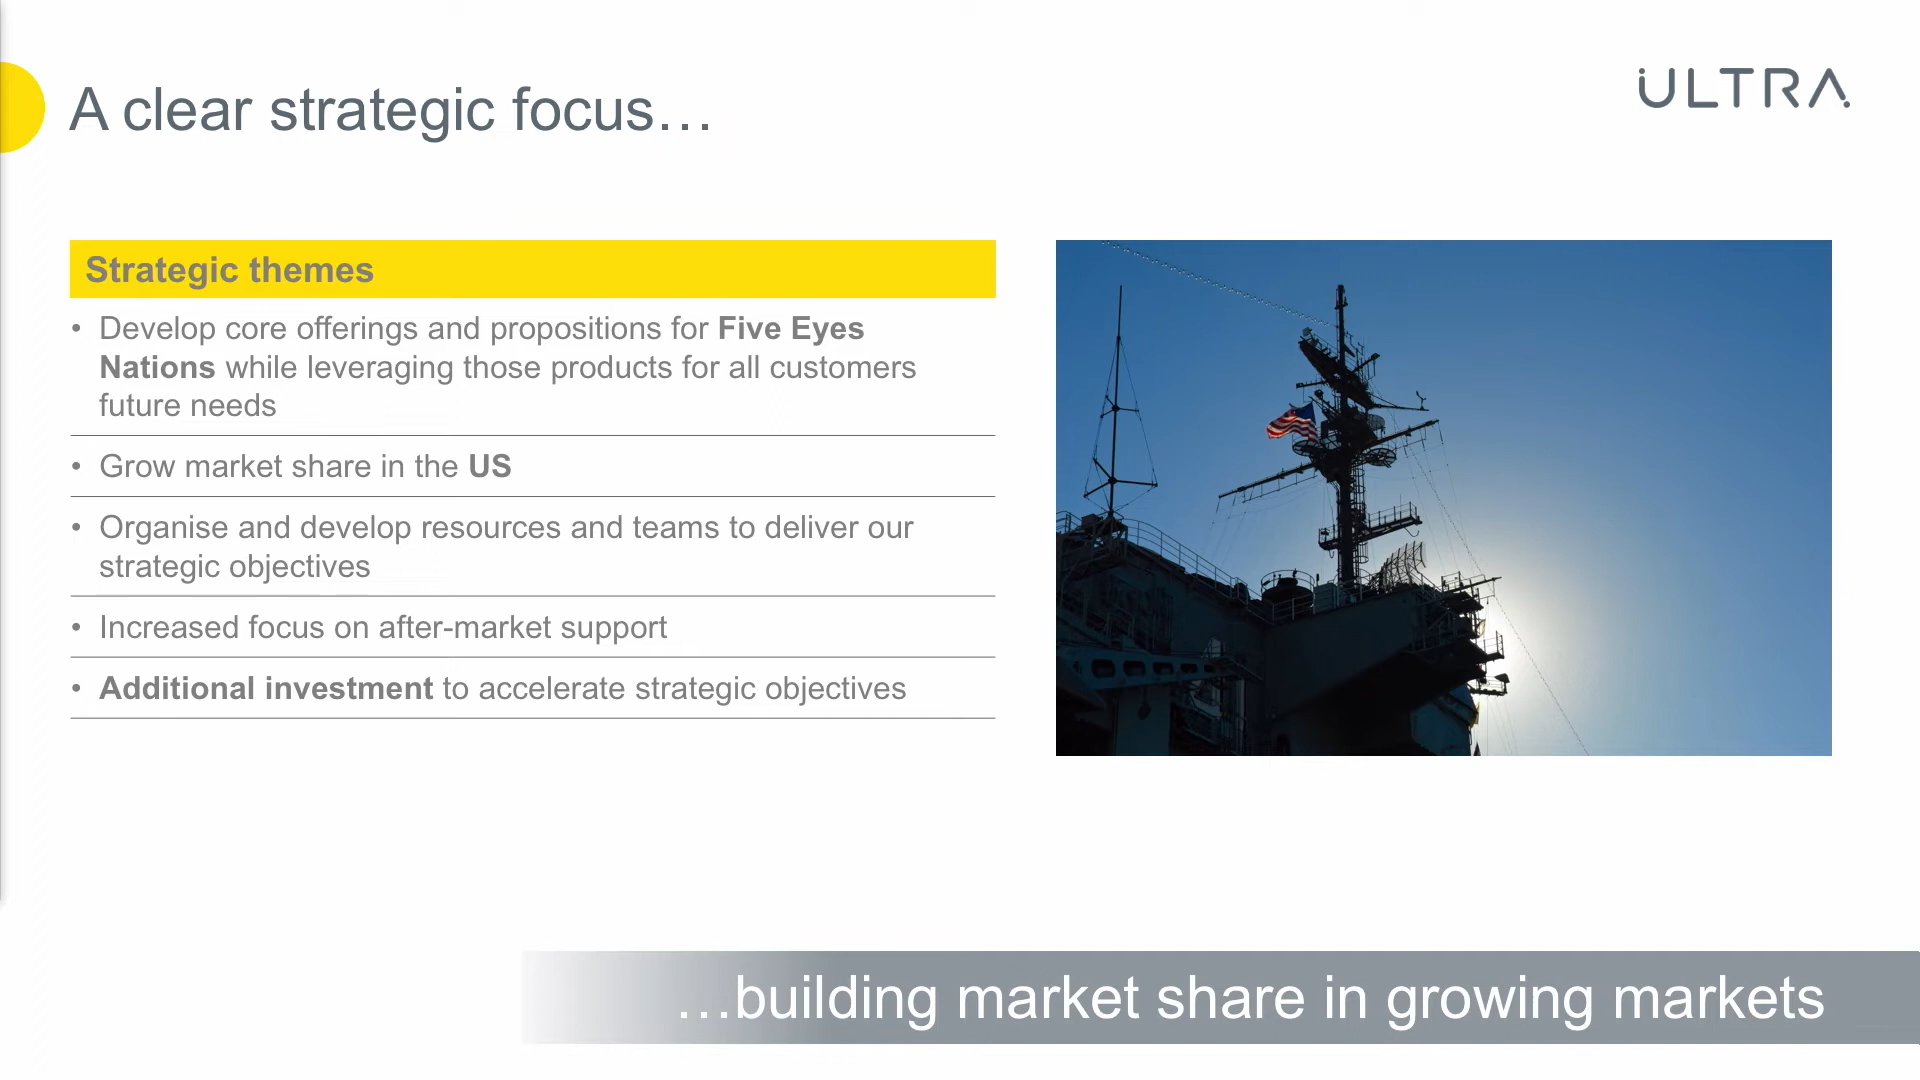 A clear strategic focus…
ULTRA
Strategic themes
• Develop core offerings and propositions for Five Eyes
Nations while leveraging those products for all customers
future needs
• Grow market share in the US
• Organise and develop resources and teams to deliver our
strategic objectives
• Increased focus on after-market support
• Additional investment to accelerate strategic objectives
…building market share in growing markets